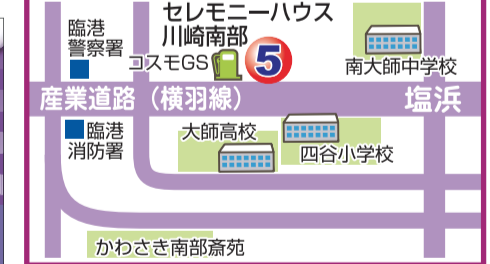 セレモニーハウス
川崎南部
臨港
警察署
コスモGS
5
南大師中学校
産業道路（横羽線）
塩浜
臨港
消防署
大師高校
四谷小学校
かわさき南部斎苑